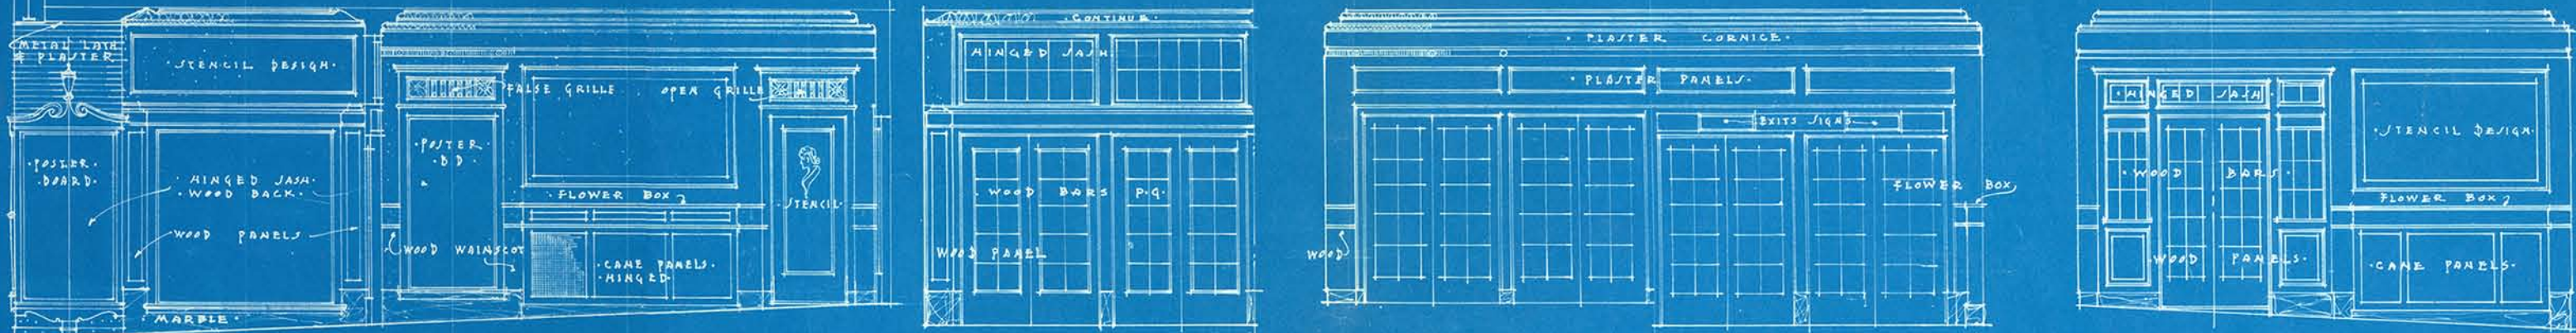 METAL LATH
& PLASTER
· STENCIL DESIGN ·
· POSTER ·
· BOARD ·
· HINGED SASH ·
· WOOD BACK ·
· WOOD PANELS
· MARBLE ·
FALSE GRILLE
OPEN GRILLE
· POSTER ·
· BD ·
· FLOWER BOX
STENCIL ·
WOOD WAINSCOT
· CANE PANELS ·
· HINGED ·
· CONTINUE ·
HINGED SASH
· WOOD BARS P.G. ·
WOOD PANEL
· PLASTER CORNICE ·
· PLASTER PANELS ·
EXITS SIGNS
FLOWER BOX
WOOD
· HINGED SASH ·
· STENCIL DESIGN ·
· WOOD BARS ·
FLOWER BOX
· WOOD PANELS ·
· CANE PANELS ·